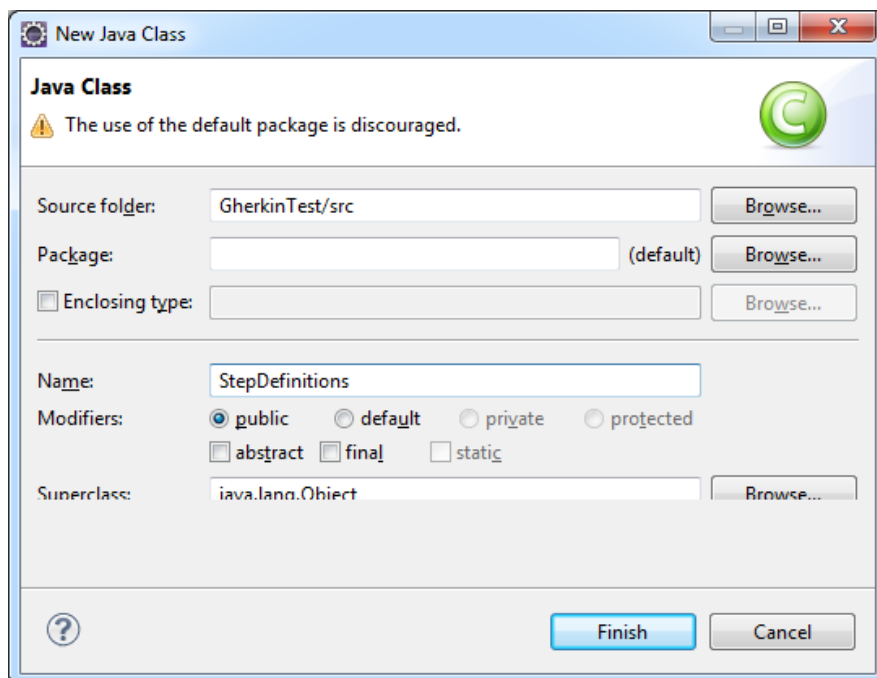 New Java Class
Java Class
The use of the default package is discouraged.
Source folder: GherkinTest/src Browse...
Package: (default) Browse...
Enclosing type: Browse...
Name: StepDefinitions
Modifiers: public default private protected
abstract final static
Superclass: java.lang.Object Browse...
? Finish Cancel